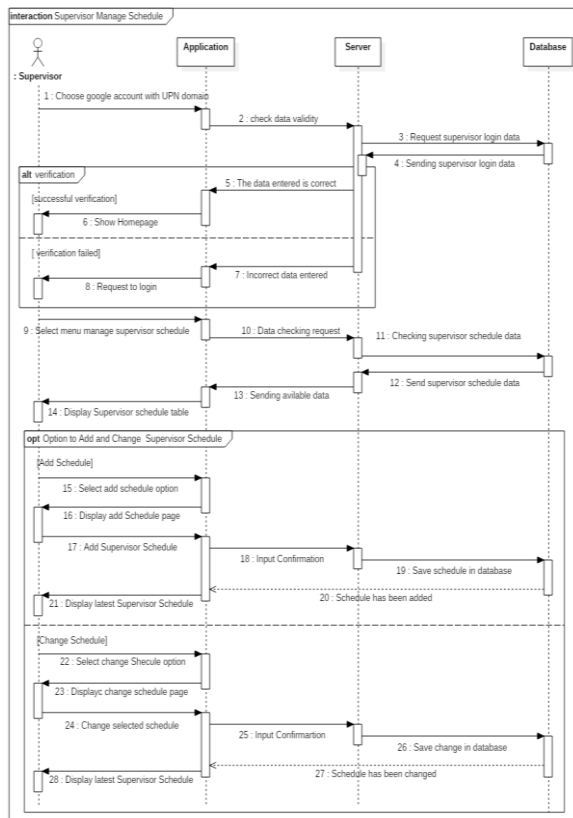 interaction Supervisor Manage Schedule
Application
Server
Database
: Supervisor
1 : Choose google account with UPN domain
2 : check data validity
3 : Request supervisor login data
4 : Sending supervisor login data
alt verification
5 : The data entered is correct
[successful verification]
6 : Show Homepage
[ verification failed]
7 : Incorrect data entered
8 : Request to login
9 : Select menu manage supervisor schedule
10 : Data checking request
11 : Checking supervisor schedule data
12 : Send supervisor schedule data
13 : Sending avilable data
14 : Display Supervisor schedule table
opt Option to Add and Change Supervisor Schedule
[Add Schedule]
15 : Select add schedule option
16 : Display add Schedule page
17 : Add Supervisor Schedule
18 : Input Confirmation
19 : Save schedule in database
20 : Schedule has been added
21 : Display latest Supervisor Schedule
[Change Schedule]
22 : Select change Shecule option
23 : Displayc change schedule page
24 : Change selected schedule
25 : Input Confirmartion
26 : Save change in database
27 : Schedule has been changed
28 : Display latest Supervisor Schedule